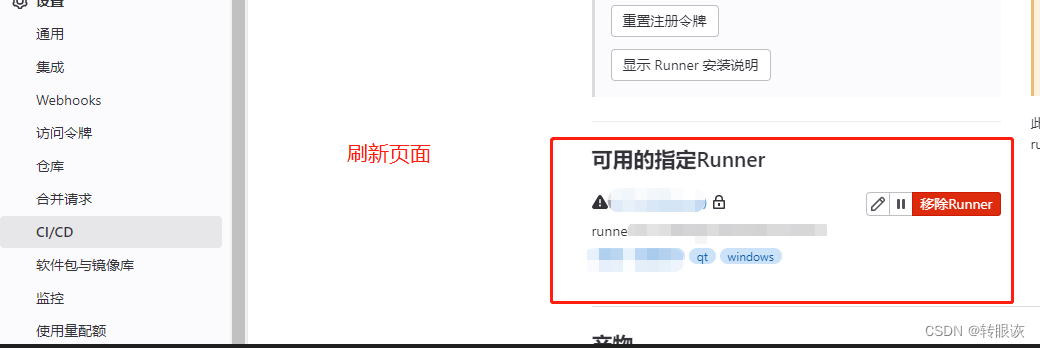 设置
通用
集成
Webhooks
访问令牌
仓库
合并请求
CI/CD
软件包与镜像库
监控
使用量配额
重置注册令牌
显示 Runner 安装说明
刷新页面
可用的指定Runner
移除Runner
runne
qt windows
此
ru
产物
CSDN @转眼诙